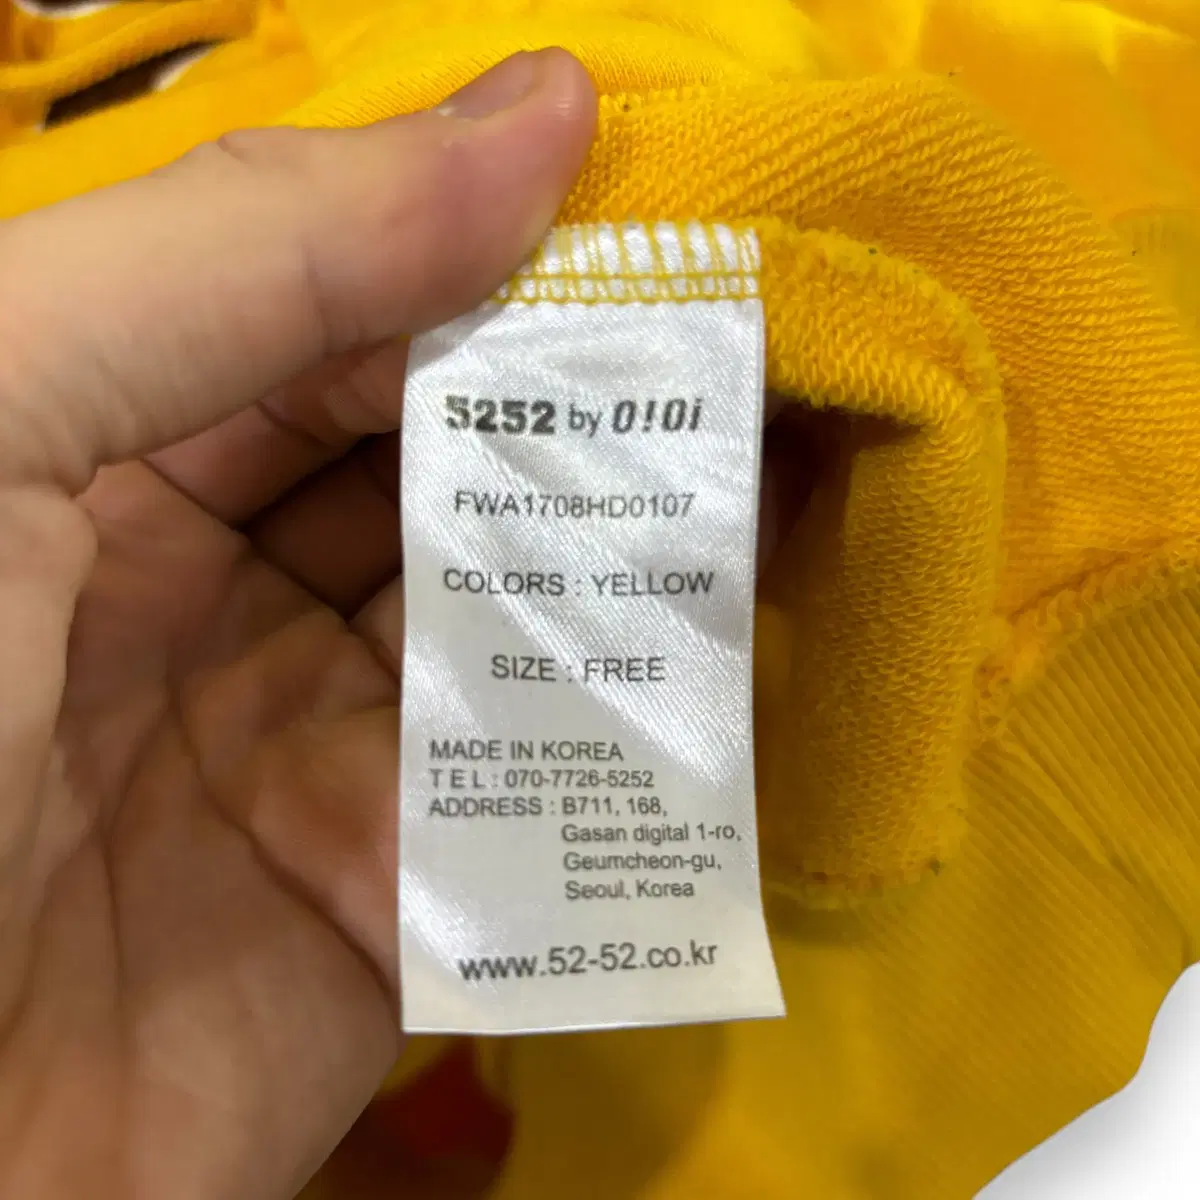 5252 by O!Oi
FWA1708HD0107
COLORS : YELLOW
SIZE : FREE
MADE IN KOREA
T E L : 070-7726-5252
ADDRESS : B711, 168,
Gasan digital 1-ro,
Geumcheon-gu,
Seoul, Korea
www.52-52.co.kr